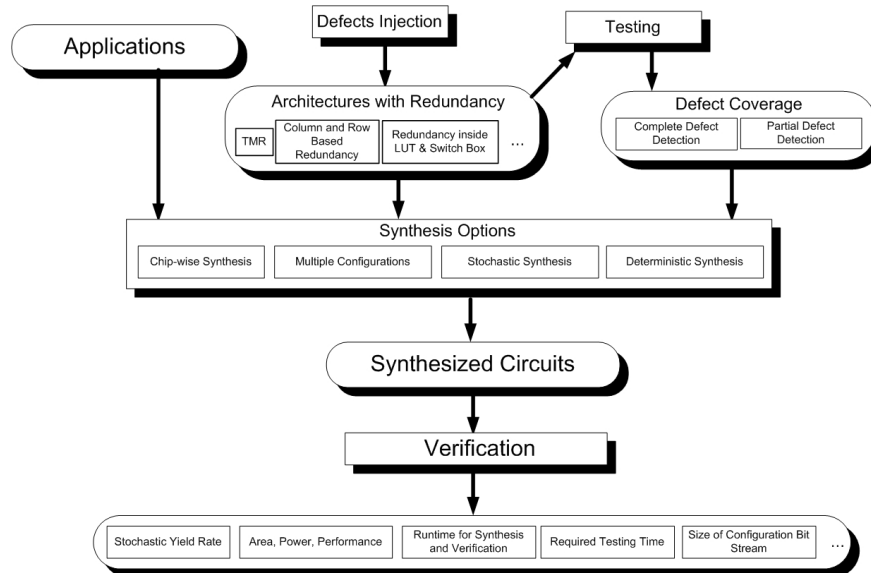 Applications
Defects Injection
Testing
Architectures with Redundancy
TMR
Column and Row
Based
Redundancy
Redundancy inside
LUT & Switch Box
...
Defect Coverage
Complete Defect
Detection
Partial Defect
Detection
Synthesis Options
Chip-wise Synthesis
Multiple Configurations
Stochastic Synthesis
Deterministic Synthesis
Synthesized Circuits
Verification
Stochastic Yield Rate
Area, Power, Performance
Runtime for Synthesis
and Verification
Required Testing Time
Size of Configuration Bit
Stream
...